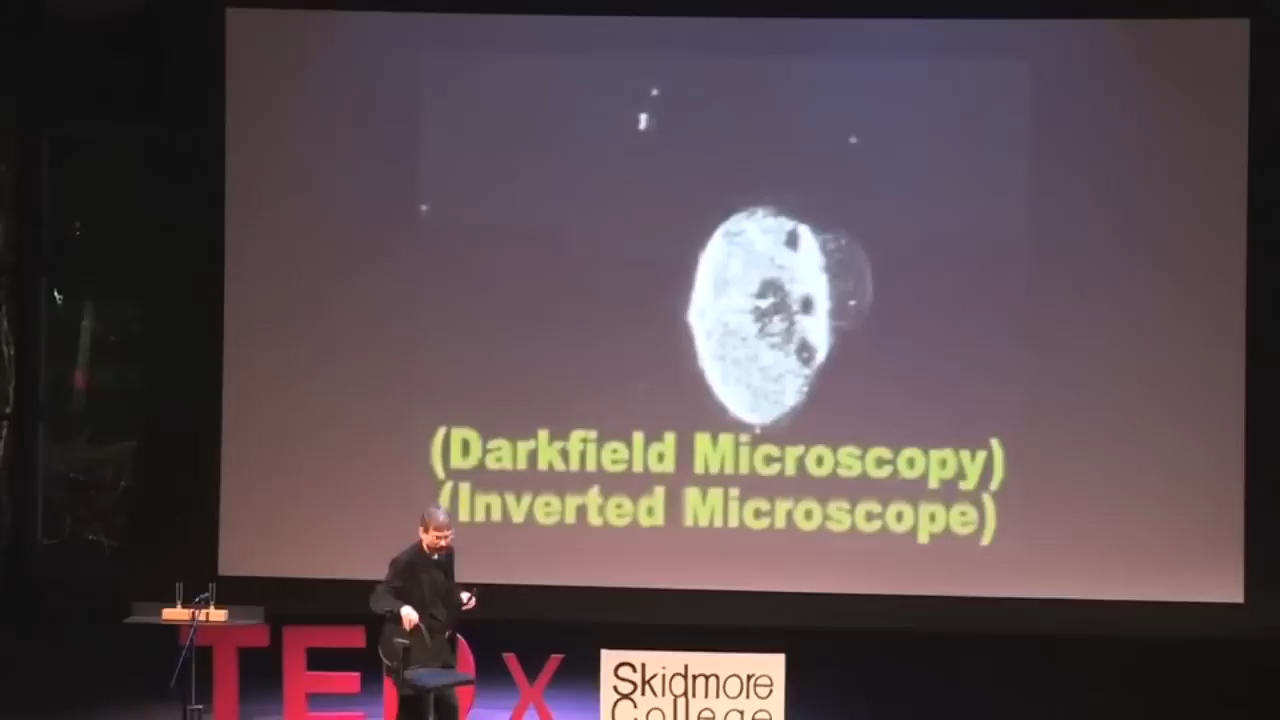 (Darkfield Microscopy)
(Inverted Microscope)
TEDx
Skidmore
College